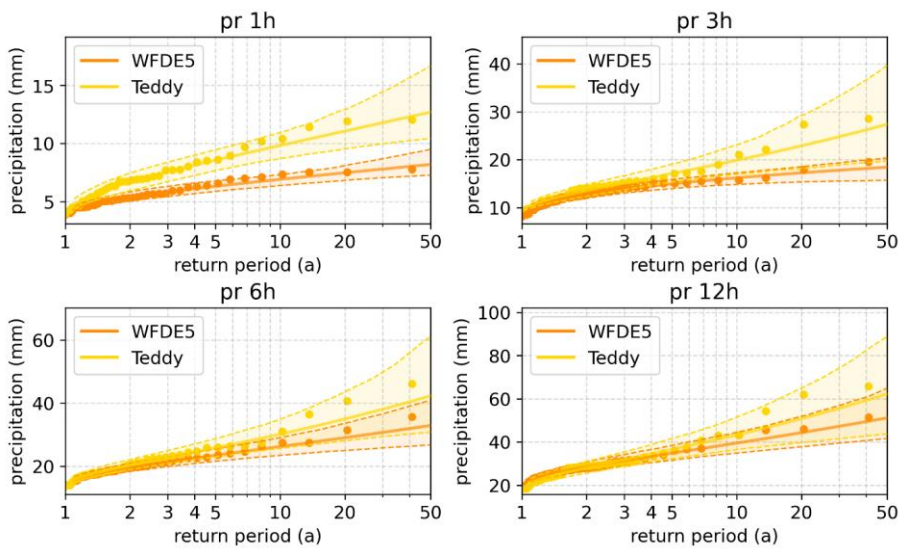 pr 1h
precipitation (mm)
15
10
5
WFDE5
Teddy
1 2 3 4 5 10 20 50
return period (a)
pr 3h
precipitation (mm)
40
30
20
10
WFDE5
Teddy
1 2 3 4 5 10 20 50
return period (a)
pr 6h
precipitation (mm)
60
40
20
WFDE5
Teddy
1 2 3 4 5 10 20 50
return period (a)
pr 12h
precipitation (mm)
100
80
60
40
20
WFDE5
Teddy
1 2 3 4 5 10 20 50
return period (a)